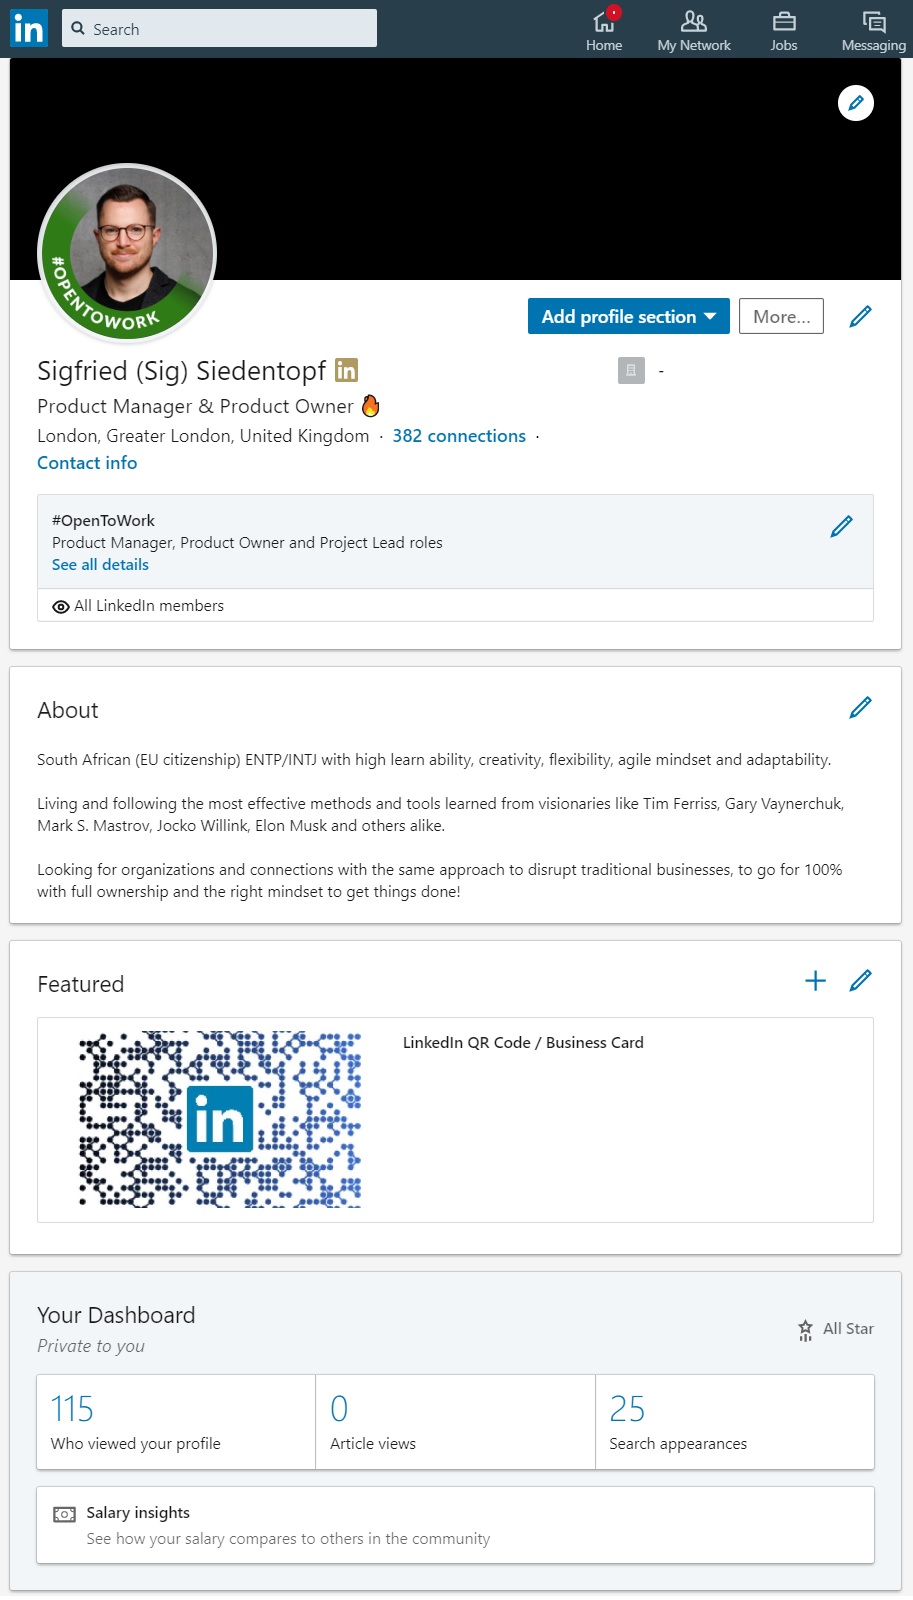 in
Search
Home
My Network
Jobs
Messaging
#OPENTOWORK
Add profile section
More...
Sigfried (Sig) Siedentopf in
-
Product Manager & Product Owner 🔥
London, Greater London, United Kingdom · 382 connections ·
Contact info
#OpenToWork
Product Manager, Product Owner and Project Lead roles
See all details
All LinkedIn members
About
South African (EU citizenship) ENTP/INTJ with high learn ability, creativity, flexibility, agile mindset and adaptability.
Living and following the most effective methods and tools learned from visionaries like Tim Ferriss, Gary Vaynerchuk,
Mark S. Mastrov, Jocko Willink, Elon Musk and others alike.
Looking for organizations and connections with the same approach to disrupt traditional businesses, to go for 100%
with full ownership and the right mindset to get things done!
Featured
in
LinkedIn QR Code / Business Card
Your Dashboard
Private to you
All Star
115
Who viewed your profile
0
Article views
25
Search appearances
Salary insights
See how your salary compares to others in the community